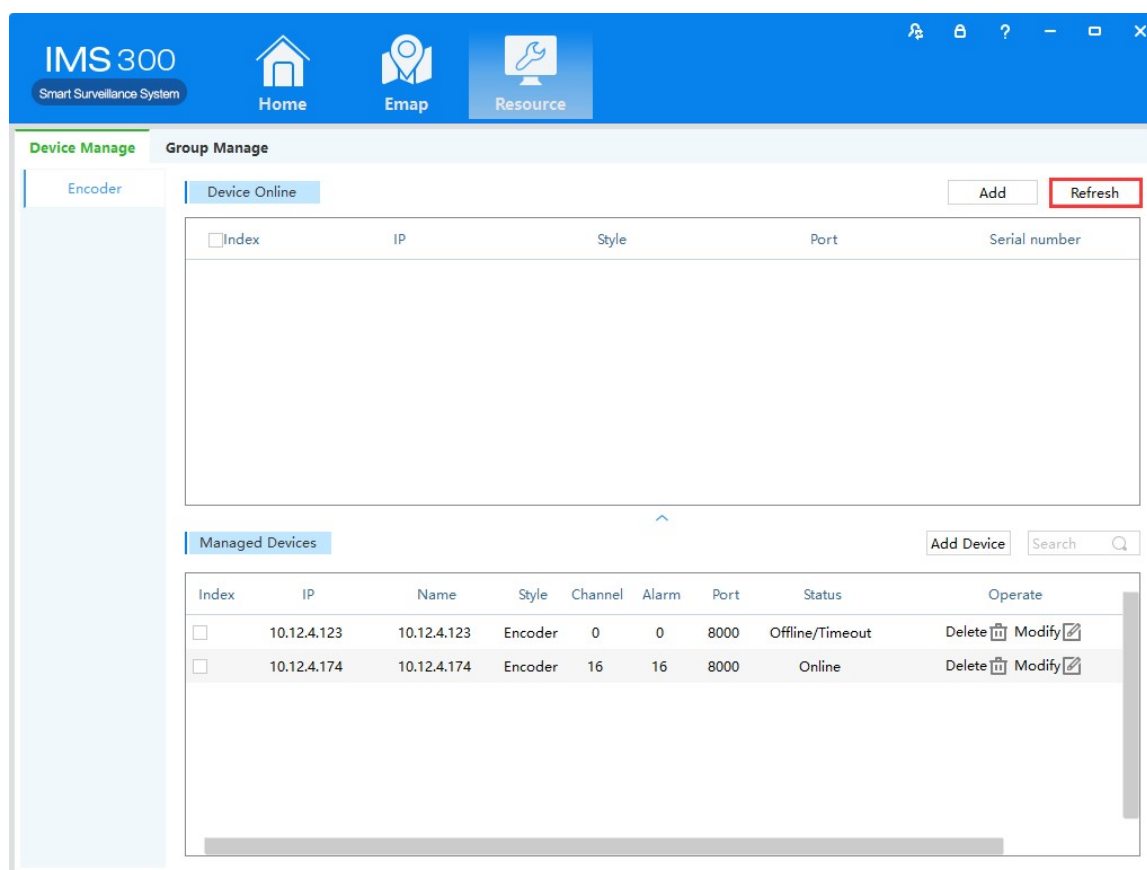 IMS 300
Smart Surveillance System
Home Emap Resource
?
Device Manage Group Manage
Encoder
Device Online Add Refresh
Index IP Style Port Serial number
Managed Devices Add Device Search
Index IP Name Style Channel Alarm Port Status Operate
10.12.4.123 10.12.4.123 Encoder 0 0 8000 Offline/Timeout Delete Modify
10.12.4.174 10.12.4.174 Encoder 16 16 8000 Online Delete Modify